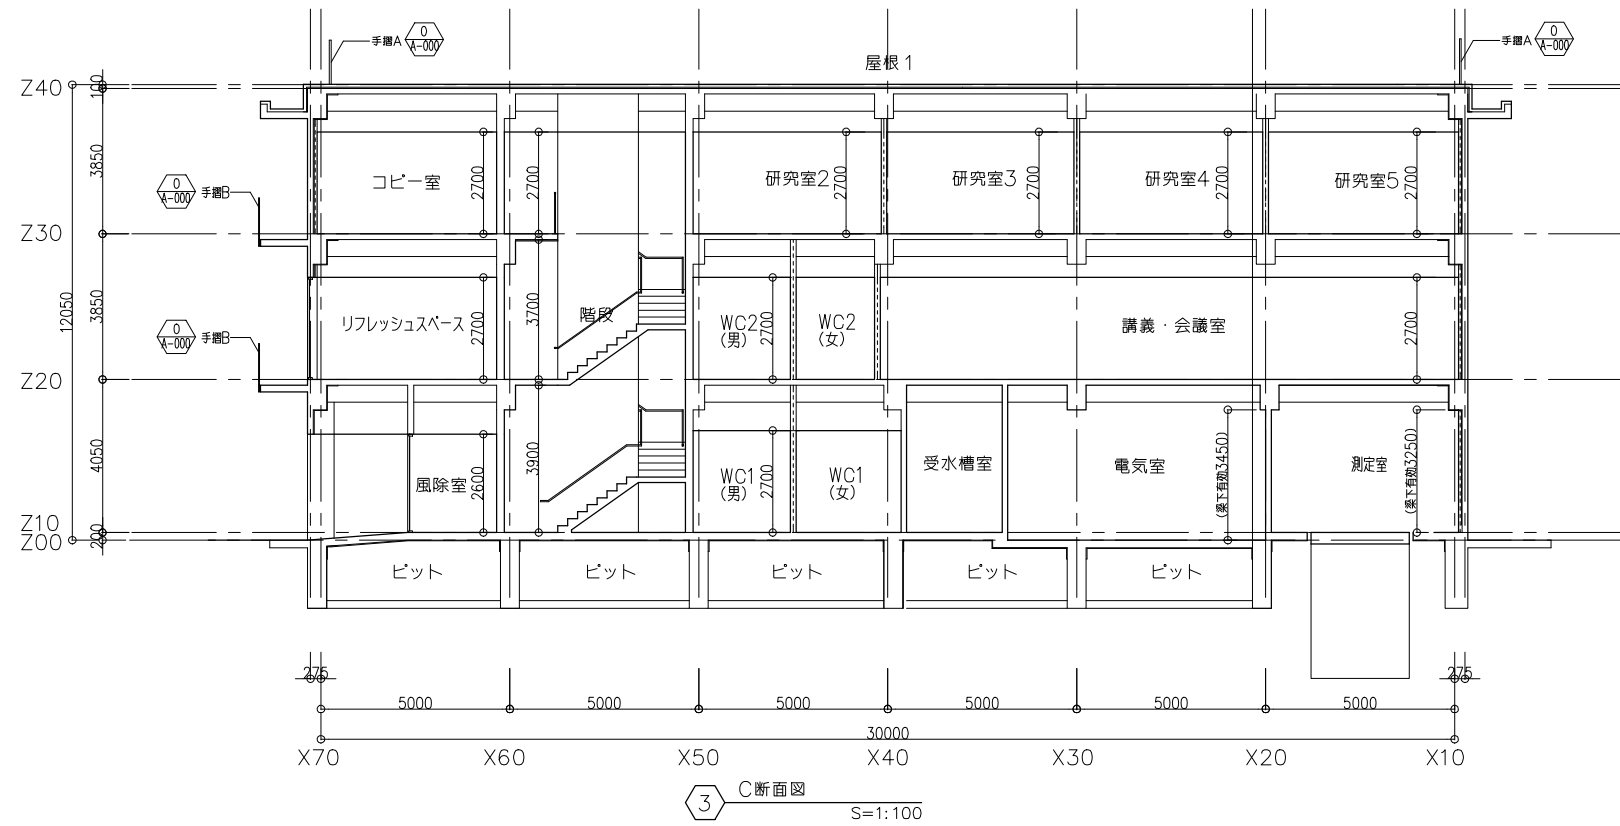 0
A-000
手摺A
屋根1
手摺A
0
A-000
Z40
100
3850
コピー室
2700
2700
研究室2
2700
研究室3
2700
研究室4
2700
研究室5
2700
0
A-000
手摺B
Z30
12050
3850
リフレッシュスペース
2700
3700
階段
WC2
(男)
2700
WC2
(女)
講義・会議室
2700
0
A-000
手摺B
Z20
4050
風除室
2600
3900
WC1
(男)
2700
WC1
(女)
受水槽室
電気室
(梁下有効3450)
測定室
(梁下有効3250)
Z10
Z00
200
ピット
ピット
ピット
ピット
ピット
275
275
5000
5000
5000
5000
5000
5000
30000
X70
X60
X50
X40
X30
X20
X10
3
C断面図
S=1:100